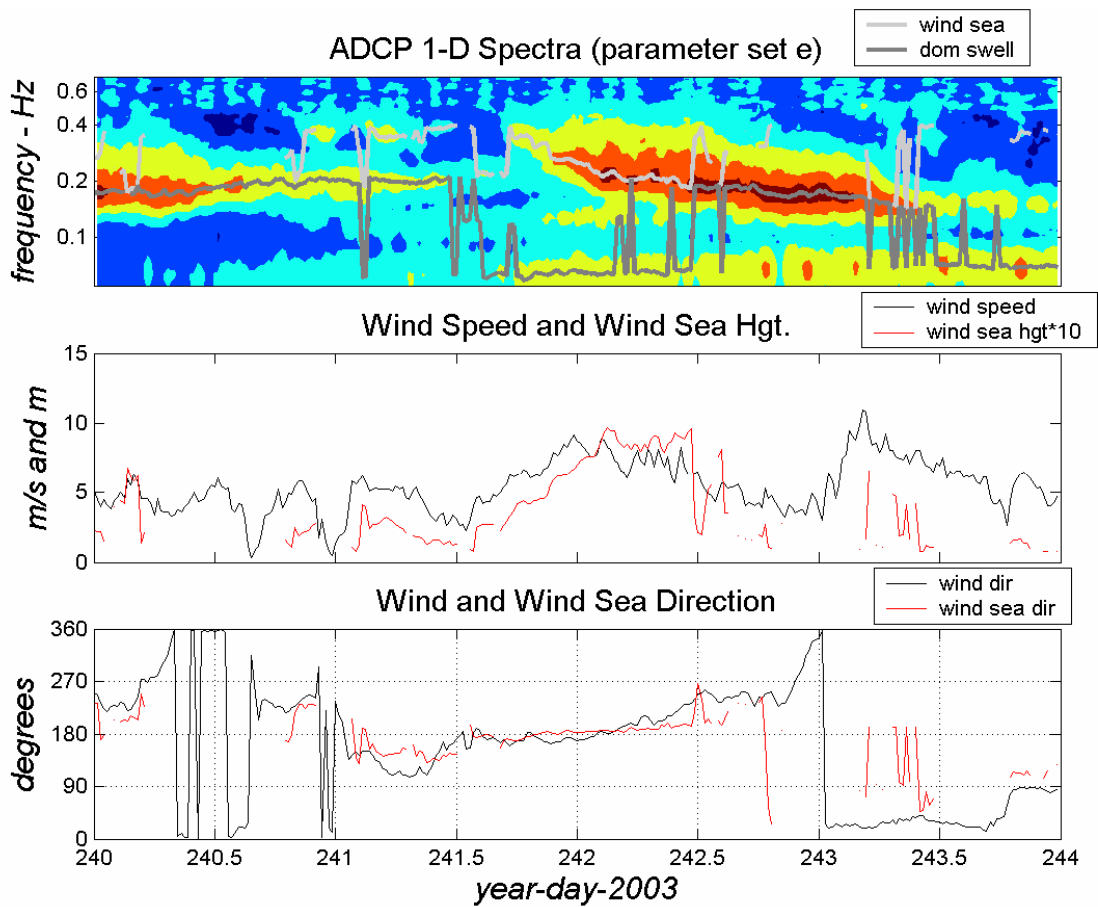 wind sea
dom swell
ADCP 1-D Spectra (parameter set e)
frequency - Hz
0.6
0.4
0.2
0.1
wind speed
wind sea hgt*10
Wind Speed and Wind Sea Hgt.
m/s and m
15
10
5
0
wind dir
wind sea dir
Wind and Wind Sea Direction
degrees
360
270
180
90
0
240 240.5 241 241.5 242 242.5 243 243.5 244
year-day-2003